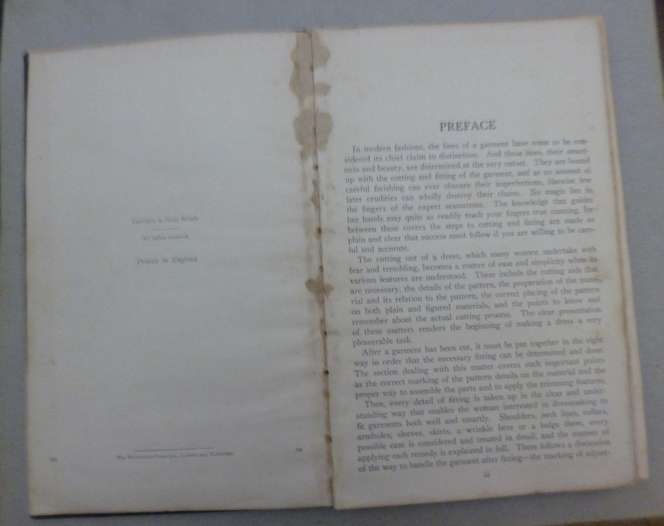 Printed in England
PREFACE
In modern fashions, the lines of a garment have come to be con-
sidered its chief claim to distinction. And these lines, their smart-
ness and beauty, are determined at the very outset. They are bound
up with the cutting and fitting of the garment, and as no amount of
careful finishing can ever obscure their imperfections, likewise few
later crudities can wholly destroy their charm. No magic lies in
the fingers of the expert seamstress. The knowledge that guides
her hands may quite as readily teach your fingers true cunning, for
between these covers the steps to cutting and fitting are made so
plain and clear that success must follow if you are willing to be care-
ful and accurate.
The cutting out of a dress, which many women undertake with
fear and trembling, becomes a matter of ease and simplicity when its
various features are understood. These include the cutting aids that
are necessary, the details of the pattern, the preparation of the mate-
rial and its relation to the pattern, the correct placing of the pattern
on both plain and figured materials, and the points to know and
remember about the actual cutting process. The clear presentation
of these matters renders the beginning of making a dress a very
pleasurable task.
After a garment has been cut, it must be put together in the right
way in order that the necessary fitting can be determined and done.
The section dealing with this matter covers such important points
as the correct marking of the pattern details on the material and the
proper way to assemble the parts and to apply the trimming features.
Then, every detail of fitting is taken up in the clear and under-
standing way that enables the woman interested in dressmaking to
fit garments both well and smartly. Shoulders, neck lines, collars,
armholes, sleeves, skirts, a wrinkle here or a bulge there, every
possible case is considered and treated in detail, and the manner of
applying each remedy is explained in full. There follows a discussion
of the way to handle the garment after fitting—the marking of adjust-
iii